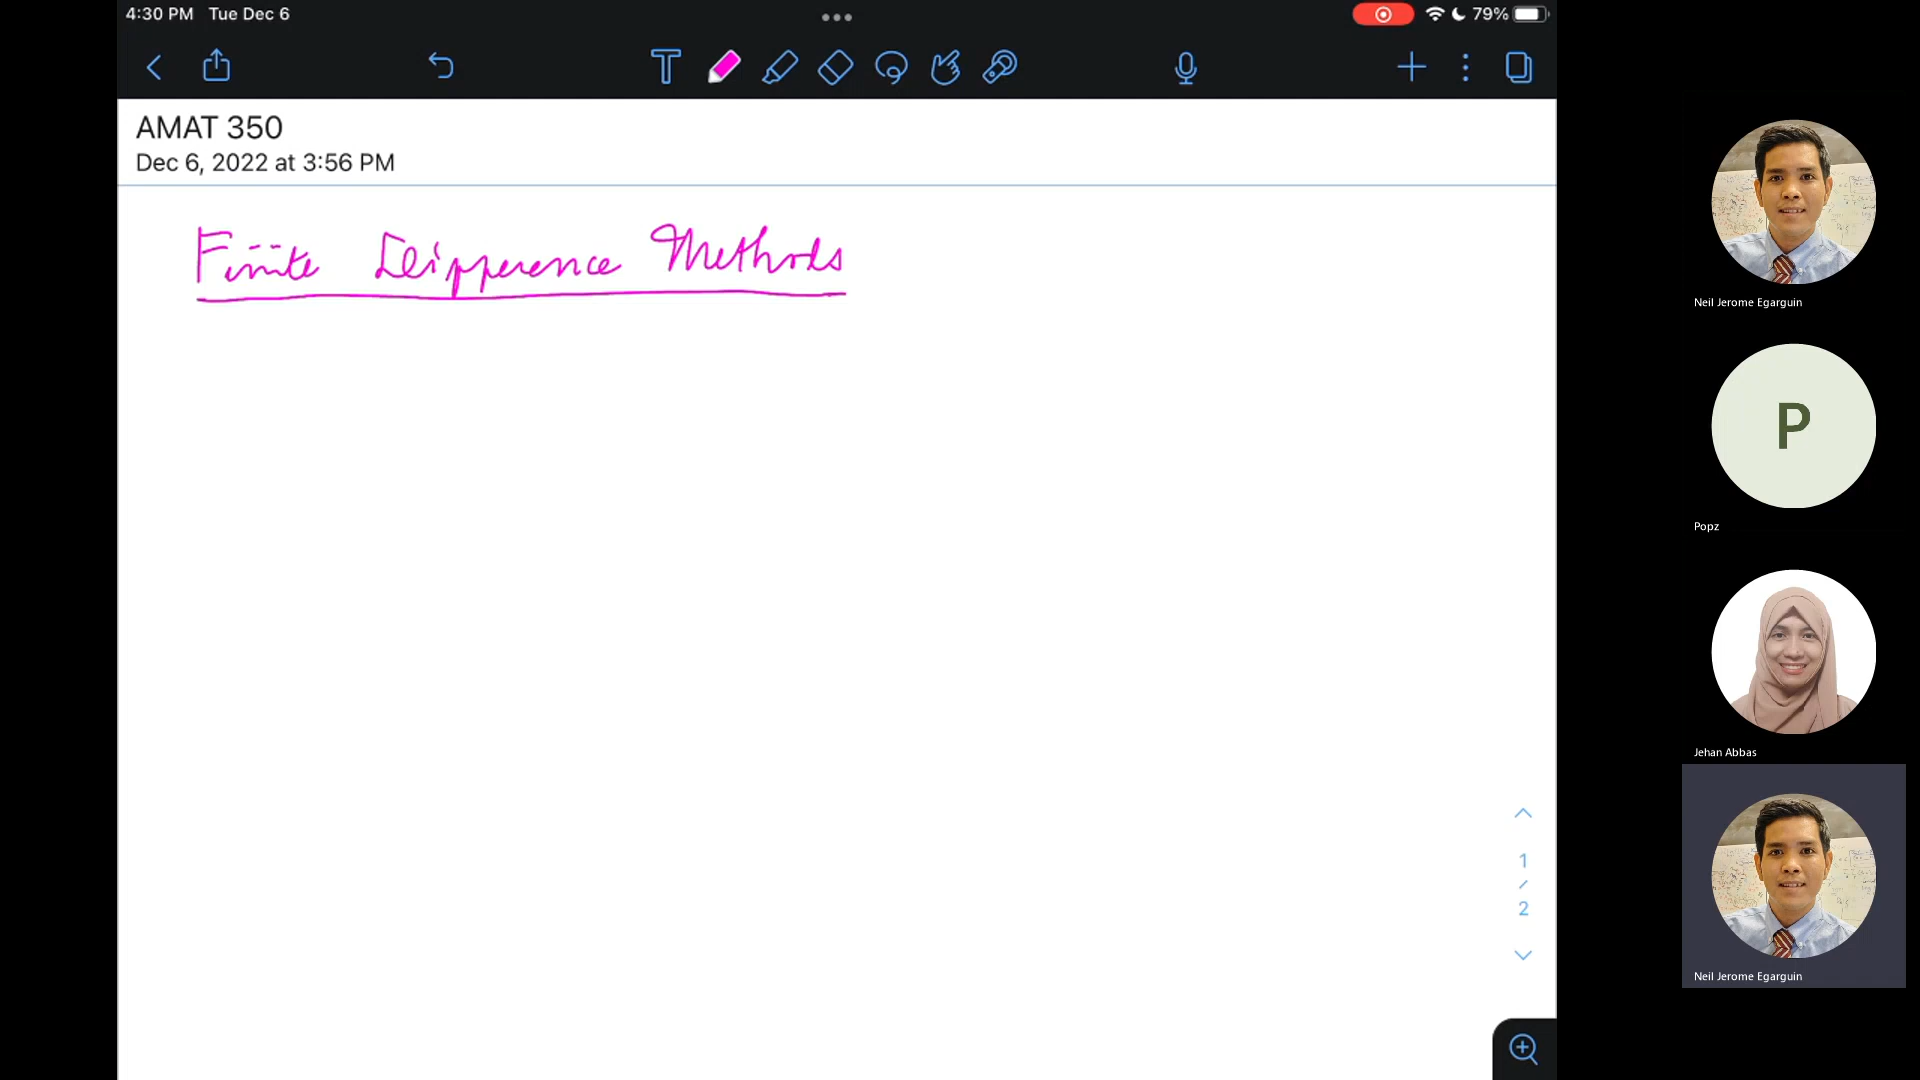 4:30 PM Tue Dec 6
79%
AMAT 350
Dec 6, 2022 at 3:56 PM
Finite Difference Methods
Neil Jerome Egarguin
P
Popz
Jehan Abbas
1
/
2
Neil Jerome Egarguin